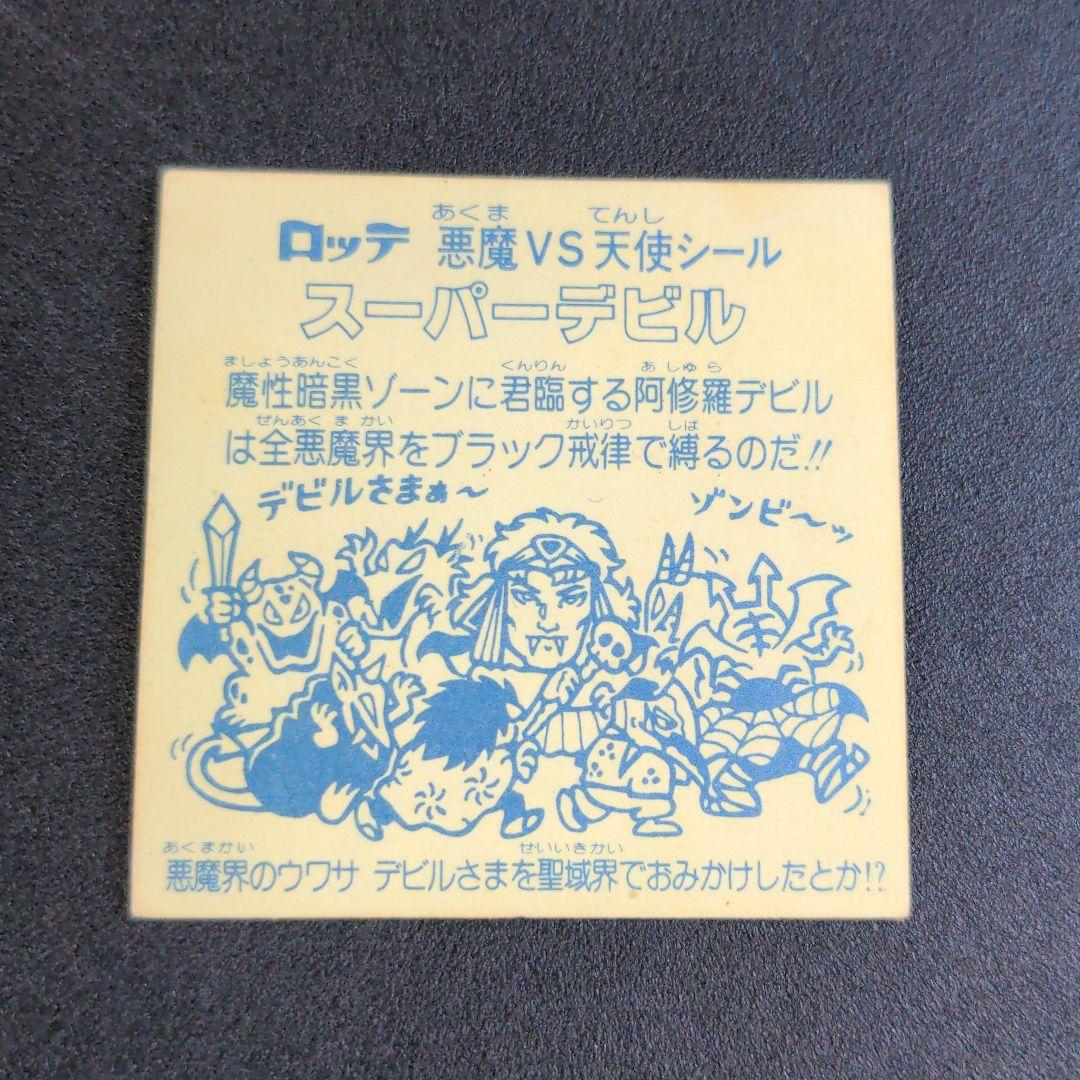 あくま てんし
ロッテ 悪魔VS天使シール
スーパーデビル
ましょうあんこく くんりん あしゅら
魔性暗黒ゾーンに君臨する阿修羅デビル
ぜんあくまかい かいりつ しば
は全悪魔界をブラック戒律で縛るのだ!!
デビルさまぁ～
ゾンビ～ッ
あくまかい せいいきかい
悪魔界のウワサ デビルさまを聖域界でおみかけしたとか!?